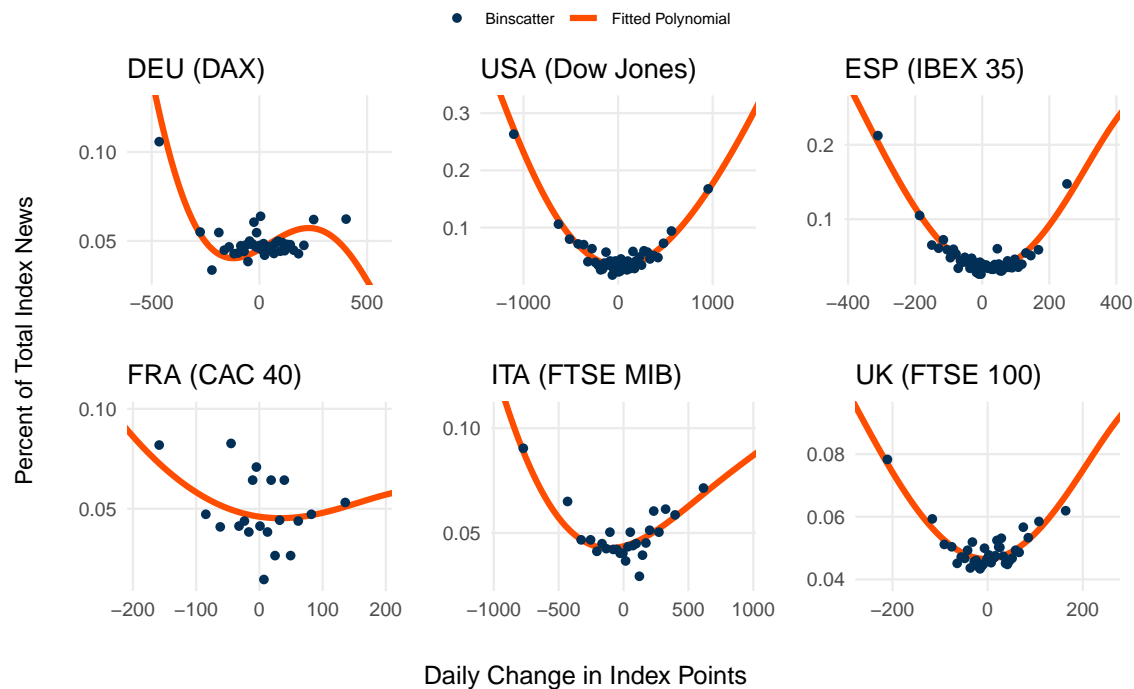 Binscatter Fitted Polynomial
Percent of Total Index News
DEU (DAX)
0.10
0.05
−500 0 500
USA (Dow Jones)
0.3
0.2
0.1
−1000 0 1000
ESP (IBEX 35)
0.2
0.1
−400 −200 0 200 400
FRA (CAC 40)
0.10
0.05
−200 −100 0 100 200
ITA (FTSE MIB)
0.10
0.05
−1000 −500 0 500 1000
UK (FTSE 100)
0.08
0.06
0.04
−200 0 200
Daily Change in Index Points